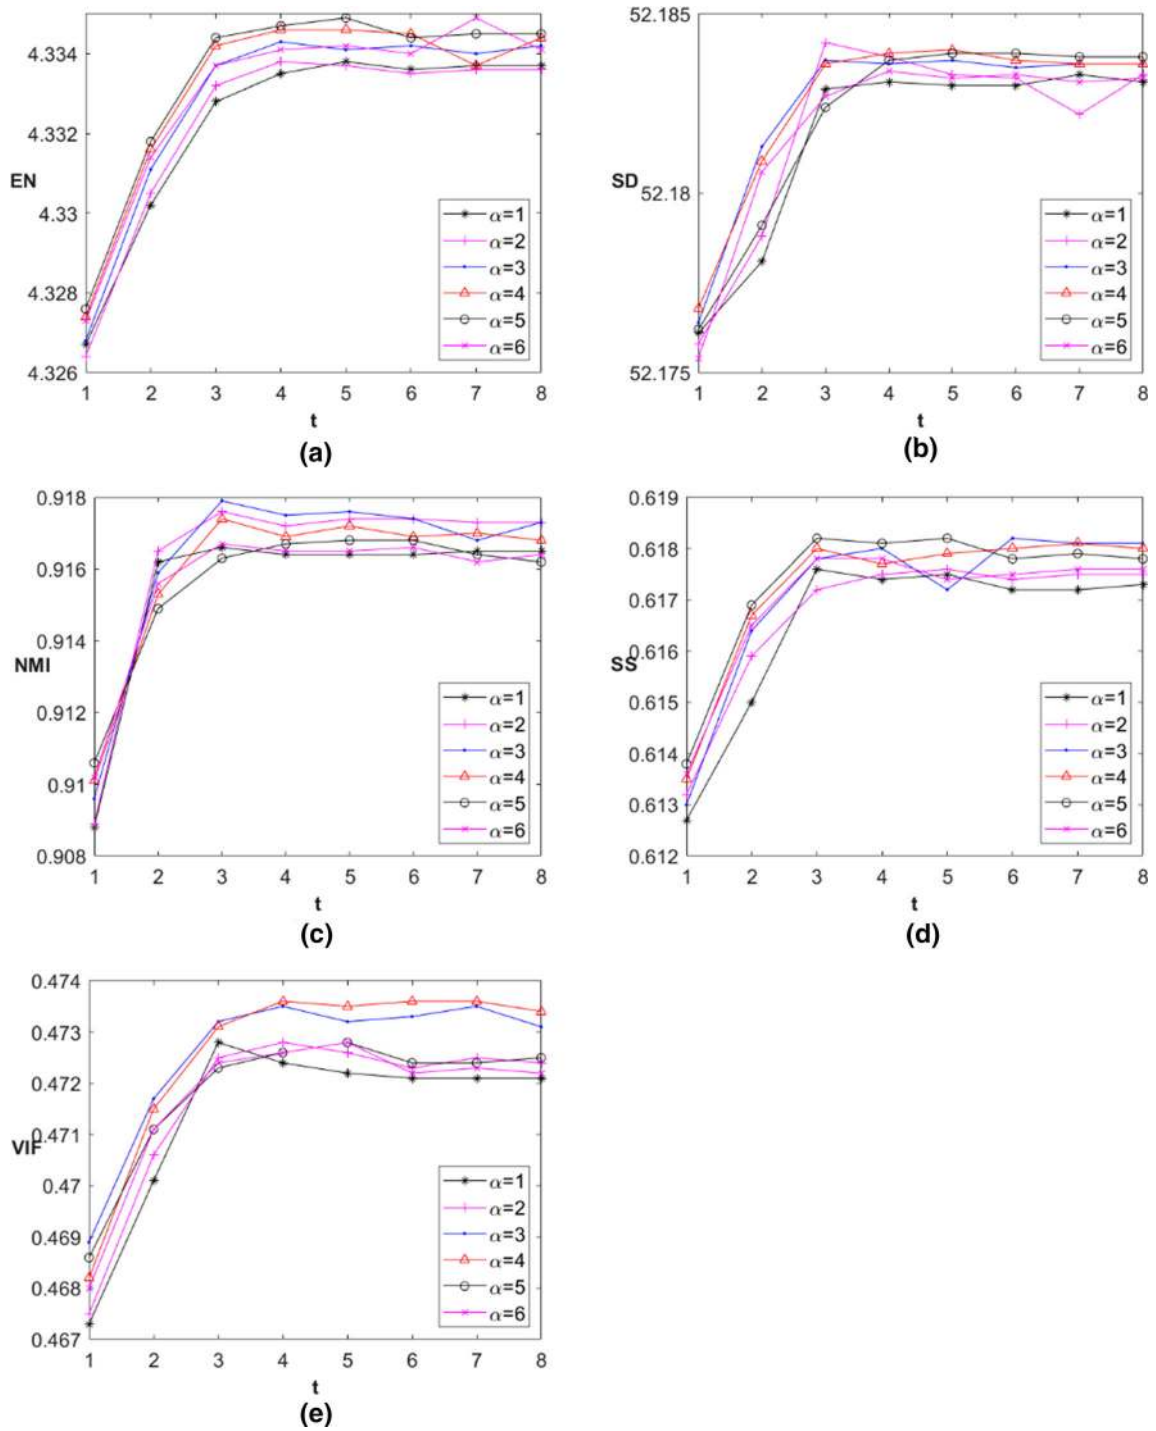 4.334
4.332
EN
4.33
4.328
4.326
1 2 3 4 5 6 7 8
t
α=1
α=2
α=3
α=4
α=5
α=6
(a)
52.185
SD
52.18
52.175
1 2 3 4 5 6 7 8
t
α=1
α=2
α=3
α=4
α=5
α=6
(b)
0.918
0.916
0.914
NMI
0.912
0.91
0.908
1 2 3 4 5 6 7 8
t
α=1
α=2
α=3
α=4
α=5
α=6
(c)
0.619
0.618
0.617
0.616
SS
0.615
0.614
0.613
0.612
1 2 3 4 5 6 7 8
t
α=1
α=2
α=3
α=4
α=5
α=6
(d)
0.474
0.473
0.472
0.471
VIF
0.47
0.469
0.468
0.467
1 2 3 4 5 6 7 8
t
α=1
α=2
α=3
α=4
α=5
α=6
(e)